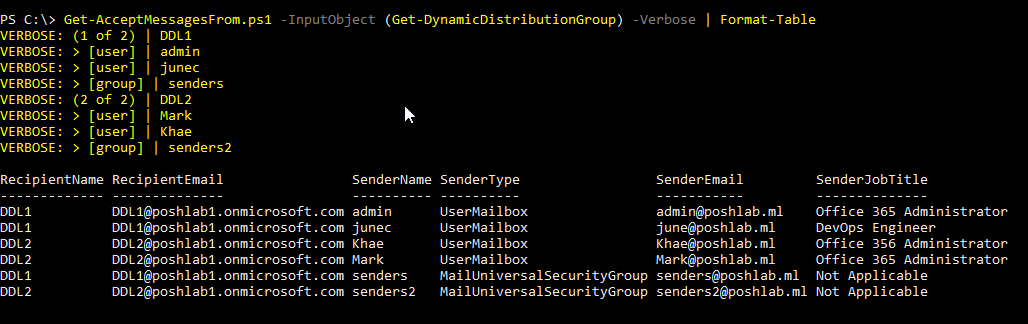 PS C:\> Get-AcceptMessagesFrom.ps1 -InputObject (Get-DynamicDistributionGroup) -Verbose | Format-Table
VERBOSE: (1 of 2) | DDL1
VERBOSE: > [user] | admin
VERBOSE: > [user] | junec
VERBOSE: > [group] | senders
VERBOSE: (2 of 2) | DDL2
VERBOSE: > [user] | Mark
VERBOSE: > [user] | Khae
VERBOSE: > [group] | senders2
RecipientName RecipientEmail SenderName SenderType SenderEmail SenderJobTitle
------------- -------------- ---------- ---------- ----------- --------------
DDL1 DDL1@poshlab1.onmicrosoft.com admin UserMailbox admin@poshlab.ml Office 365 Administrator
DDL1 DDL1@poshlab1.onmicrosoft.com junec UserMailbox june@poshlab.ml DevOps Engineer
DDL2 DDL2@poshlab1.onmicrosoft.com Khae UserMailbox Khae@poshlab.ml Office 356 Administrator
DDL2 DDL2@poshlab1.onmicrosoft.com Mark UserMailbox Mark@poshlab.ml Office 365 Administrator
DDL1 DDL1@poshlab1.onmicrosoft.com senders MailUniversalSecurityGroup senders@poshlab.ml Not Applicable
DDL2 DDL2@poshlab1.onmicrosoft.com senders2 MailUniversalSecurityGroup senders2@poshlab.ml Not Applicable